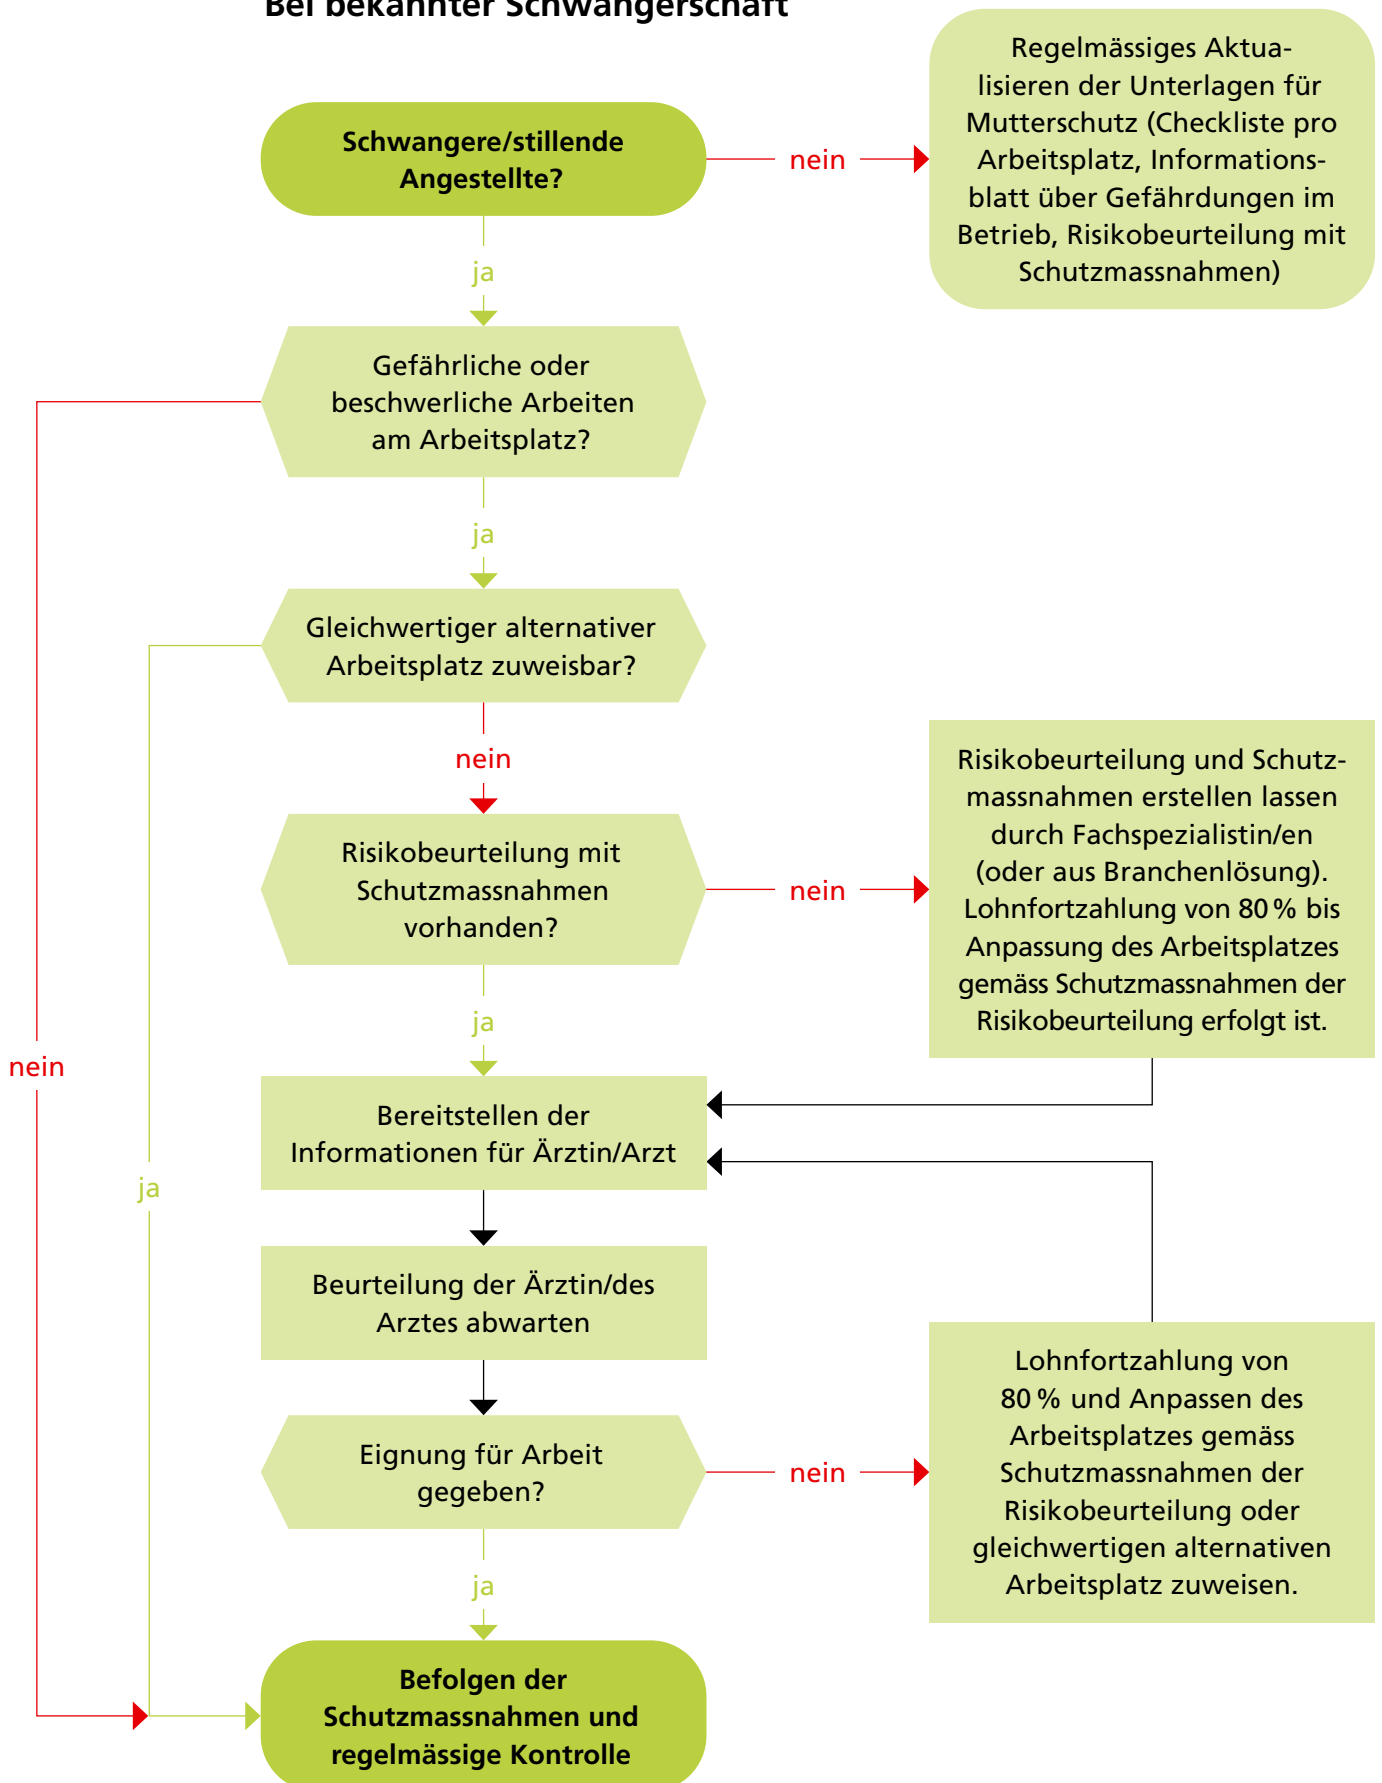 Bei bekannter Schwangerschaft
Schwangere/stillende
Angestellte?
nein
Regelmässiges Aktua-
lisieren der Unterlagen für
Mutterschutz (Checkliste pro
Arbeitsplatz, Informations-
blatt über Gefährdungen im
Betrieb, Risikobeurteilung mit
Schutzmassnahmen)
ja
Gefährliche oder
beschwerliche Arbeiten
am Arbeitsplatz?
ja
Gleichwertiger alternativer
Arbeitsplatz zuweisbar?
nein
Risikobeurteilung mit
Schutzmassnahmen
vorhanden?
nein
Risikobeurteilung und Schutz-
massnahmen erstellen lassen
durch Fachspezialistin/en
(oder aus Branchenlösung).
Lohnfortzahlung von 80 % bis
Anpassung des Arbeitsplatzes
gemäss Schutzmassnahmen der
Risikobeurteilung erfolgt ist.
ja
nein
Bereitstellen der
Informationen für Ärztin/Arzt
ja
Beurteilung der Ärztin/des
Arztes abwarten
Eignung für Arbeit
gegeben?
nein
Lohnfortzahlung von
80 % und Anpassen des
Arbeitsplatzes gemäss
Schutzmassnahmen der
Risikobeurteilung oder
gleichwertigen alternativen
Arbeitsplatz zuweisen.
ja
Befolgen der
Schutzmassnahmen und
regelmässige Kontrolle